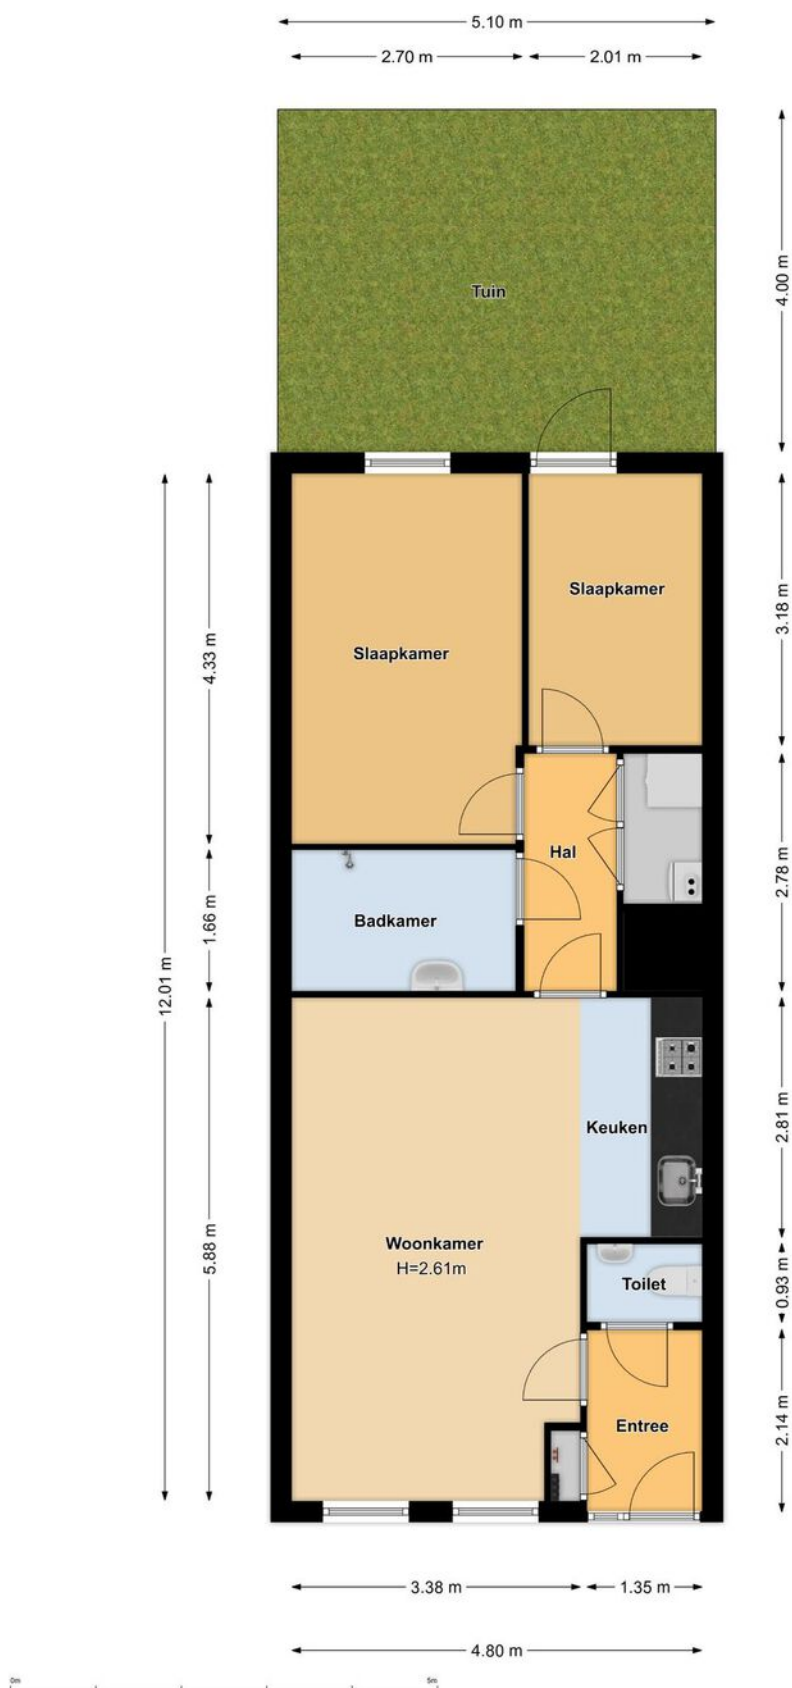 5.10 m
2.70 m
2.01 m
Tuin
4.00 m
Slaapkamer
Slaapkamer
3.18 m
4.33 m
Hal
2.78 m
Badkamer
1.66 m
12.01 m
Keuken
2.81 m
Woonkamer
H=2.61m
5.88 m
Toilet
0.93 m
Entree
2.14 m
3.38 m
1.35 m
4.80 m
0m
5m